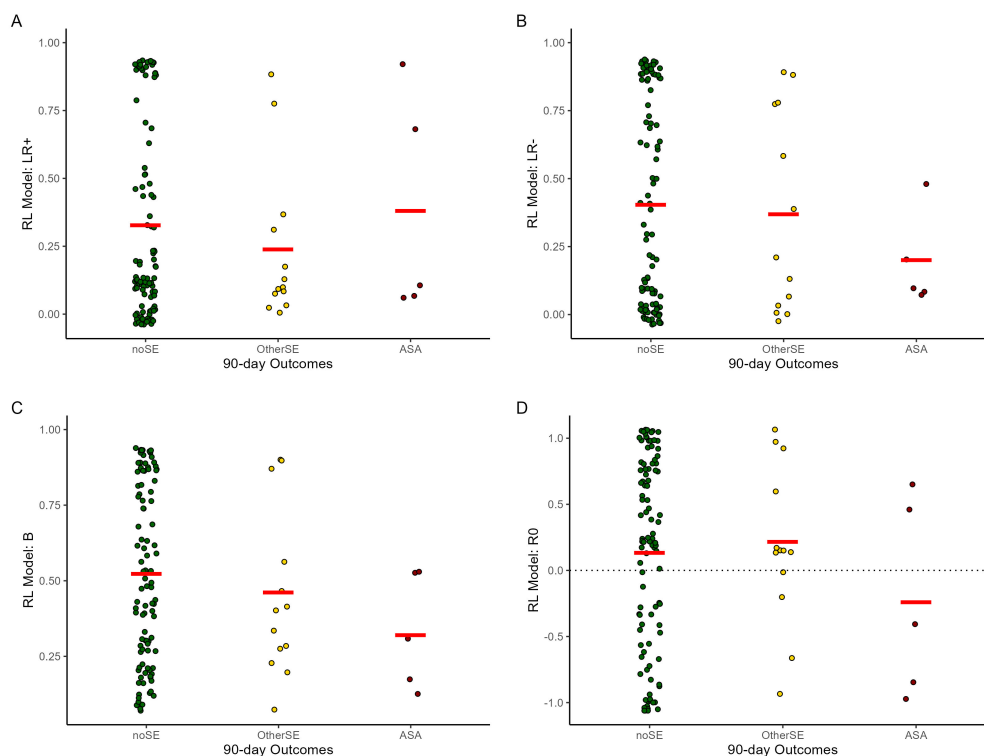 A
RL Model: LR+
1.00
0.75
0.50
0.25
0.00
noSE OtherSE ASA
90-day Outcomes
B
RL Model: LR-
1.00
0.75
0.50
0.25
0.00
noSE OtherSE ASA
90-day Outcomes
C
RL Model: B
1.00
0.75
0.50
0.25
noSE OtherSE ASA
90-day Outcomes
D
RL Model: R0
1.0
0.5
0.0
-0.5
-1.0
noSE OtherSE ASA
90-day Outcomes